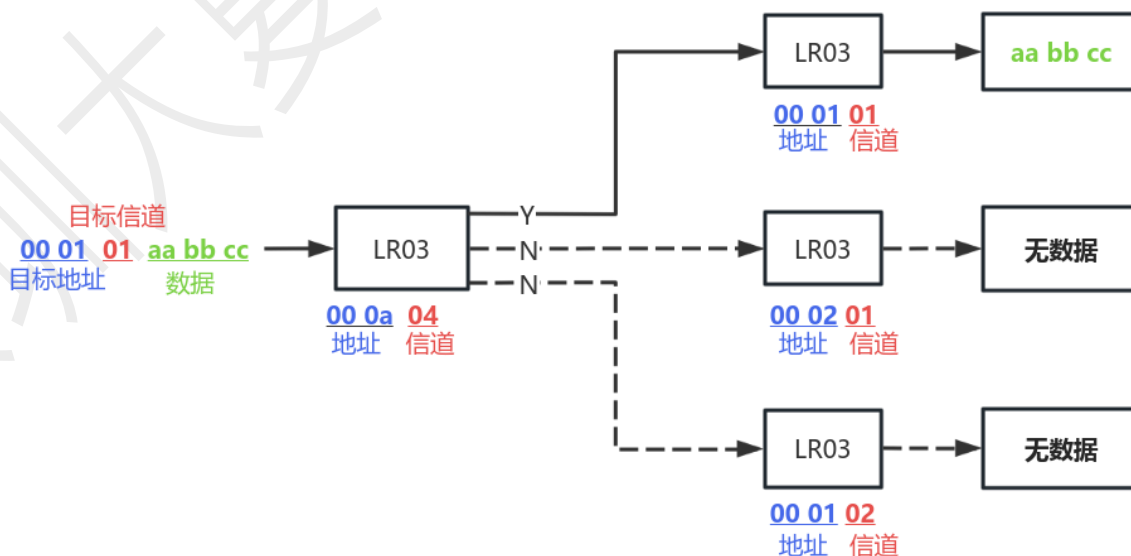 LR03
aa bb cc
00 01 01
地址 信道
目标信道
00 01 01 aa bb cc
目标地址 数据
LR03
00 0a 04
地址 信道
Y
N
N
LR03
无数据
00 02 01
地址 信道
LR03
无数据
00 01 02
地址 信道